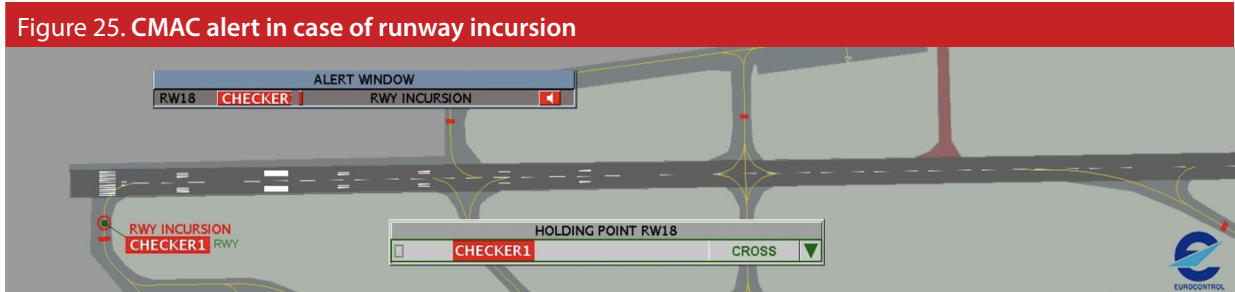 Figure 25. CMAC alert in case of runway incursion
ALERT WINDOW
RW18 CHECKER RWY INCURSION
RWY INCURSION
CHECKER1 RWY
HOLDING POINT RW18
CHECKER1 CROSS
EUROCONTROL